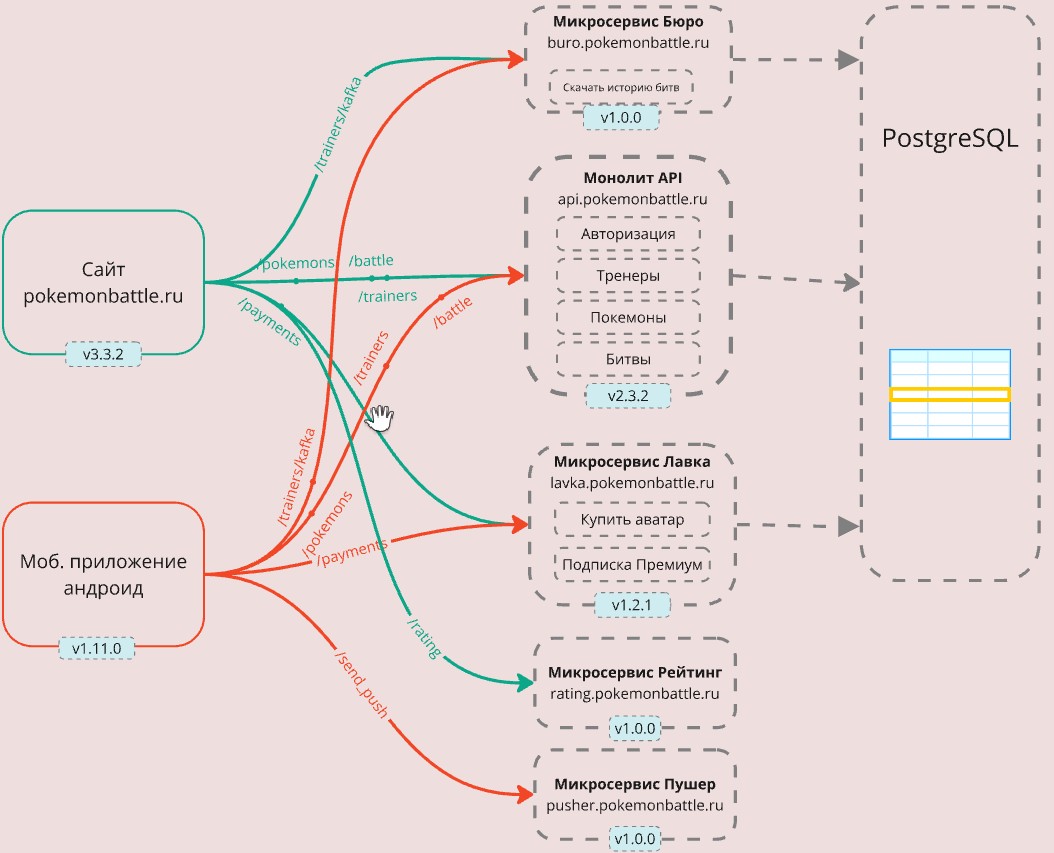 Сайт
pokemonbattle.ru
v3.3.2
Моб. приложение
андроид
v1.11.0
/trainers/kafka
/pokemons
/battle
/trainers
/payments
/rating
/trainers/kafka
/pokemons
/trainers
/battle
/payments
/send_push
Микросервис Бюро
buro.pokemonbattle.ru
Скачать историю битв
v1.0.0
Монолит API
api.pokemonbattle.ru
Авторизация
Тренеры
Покемоны
Битвы
v2.3.2
Микросервис Лавка
lavka.pokemonbattle.ru
Купить аватар
Подписка Премиум
v1.2.1
Микросервис Рейтинг
rating.pokemonbattle.ru
v1.0.0
Микросервис Пушер
pusher.pokemonbattle.ru
v1.0.0
PostgreSQL